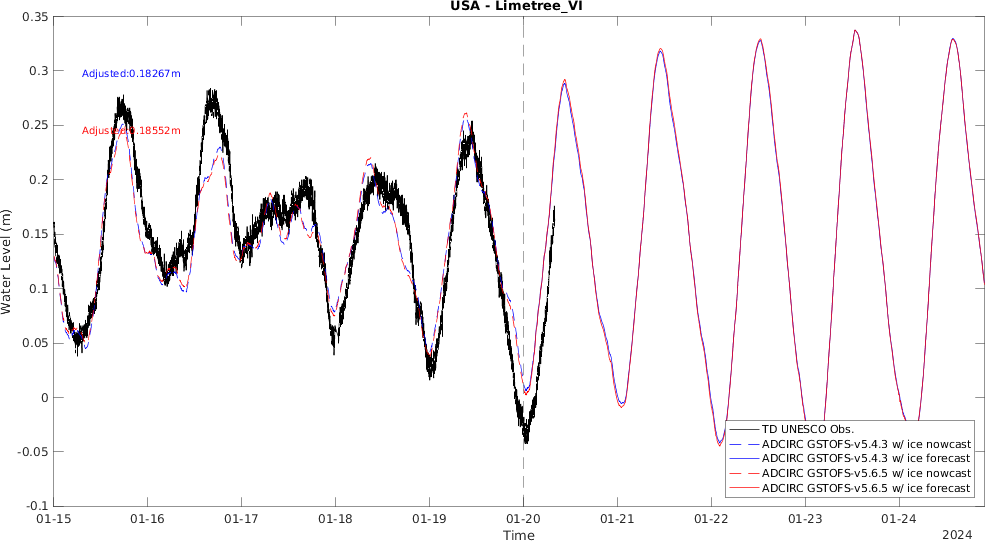 USA - Limetree_VI
0.35
0.3
0.25
0.2
0.15
0.1
0.05
0
-0.05
-0.1
Water Level (m)
Adjusted:0.18267m
Adjusted:0.18552m
TD UNESCO Obs.
ADCIRC GSTOFS-v5.4.3 w/ ice nowcast
ADCIRC GSTOFS-v5.4.3 w/ ice forecast
ADCIRC GSTOFS-v5.6.5 w/ ice nowcast
ADCIRC GSTOFS-v5.6.5 w/ ice forecast
01-15 01-16 01-17 01-18 01-19 01-20 01-21 01-22 01-23 01-24
Time
2024